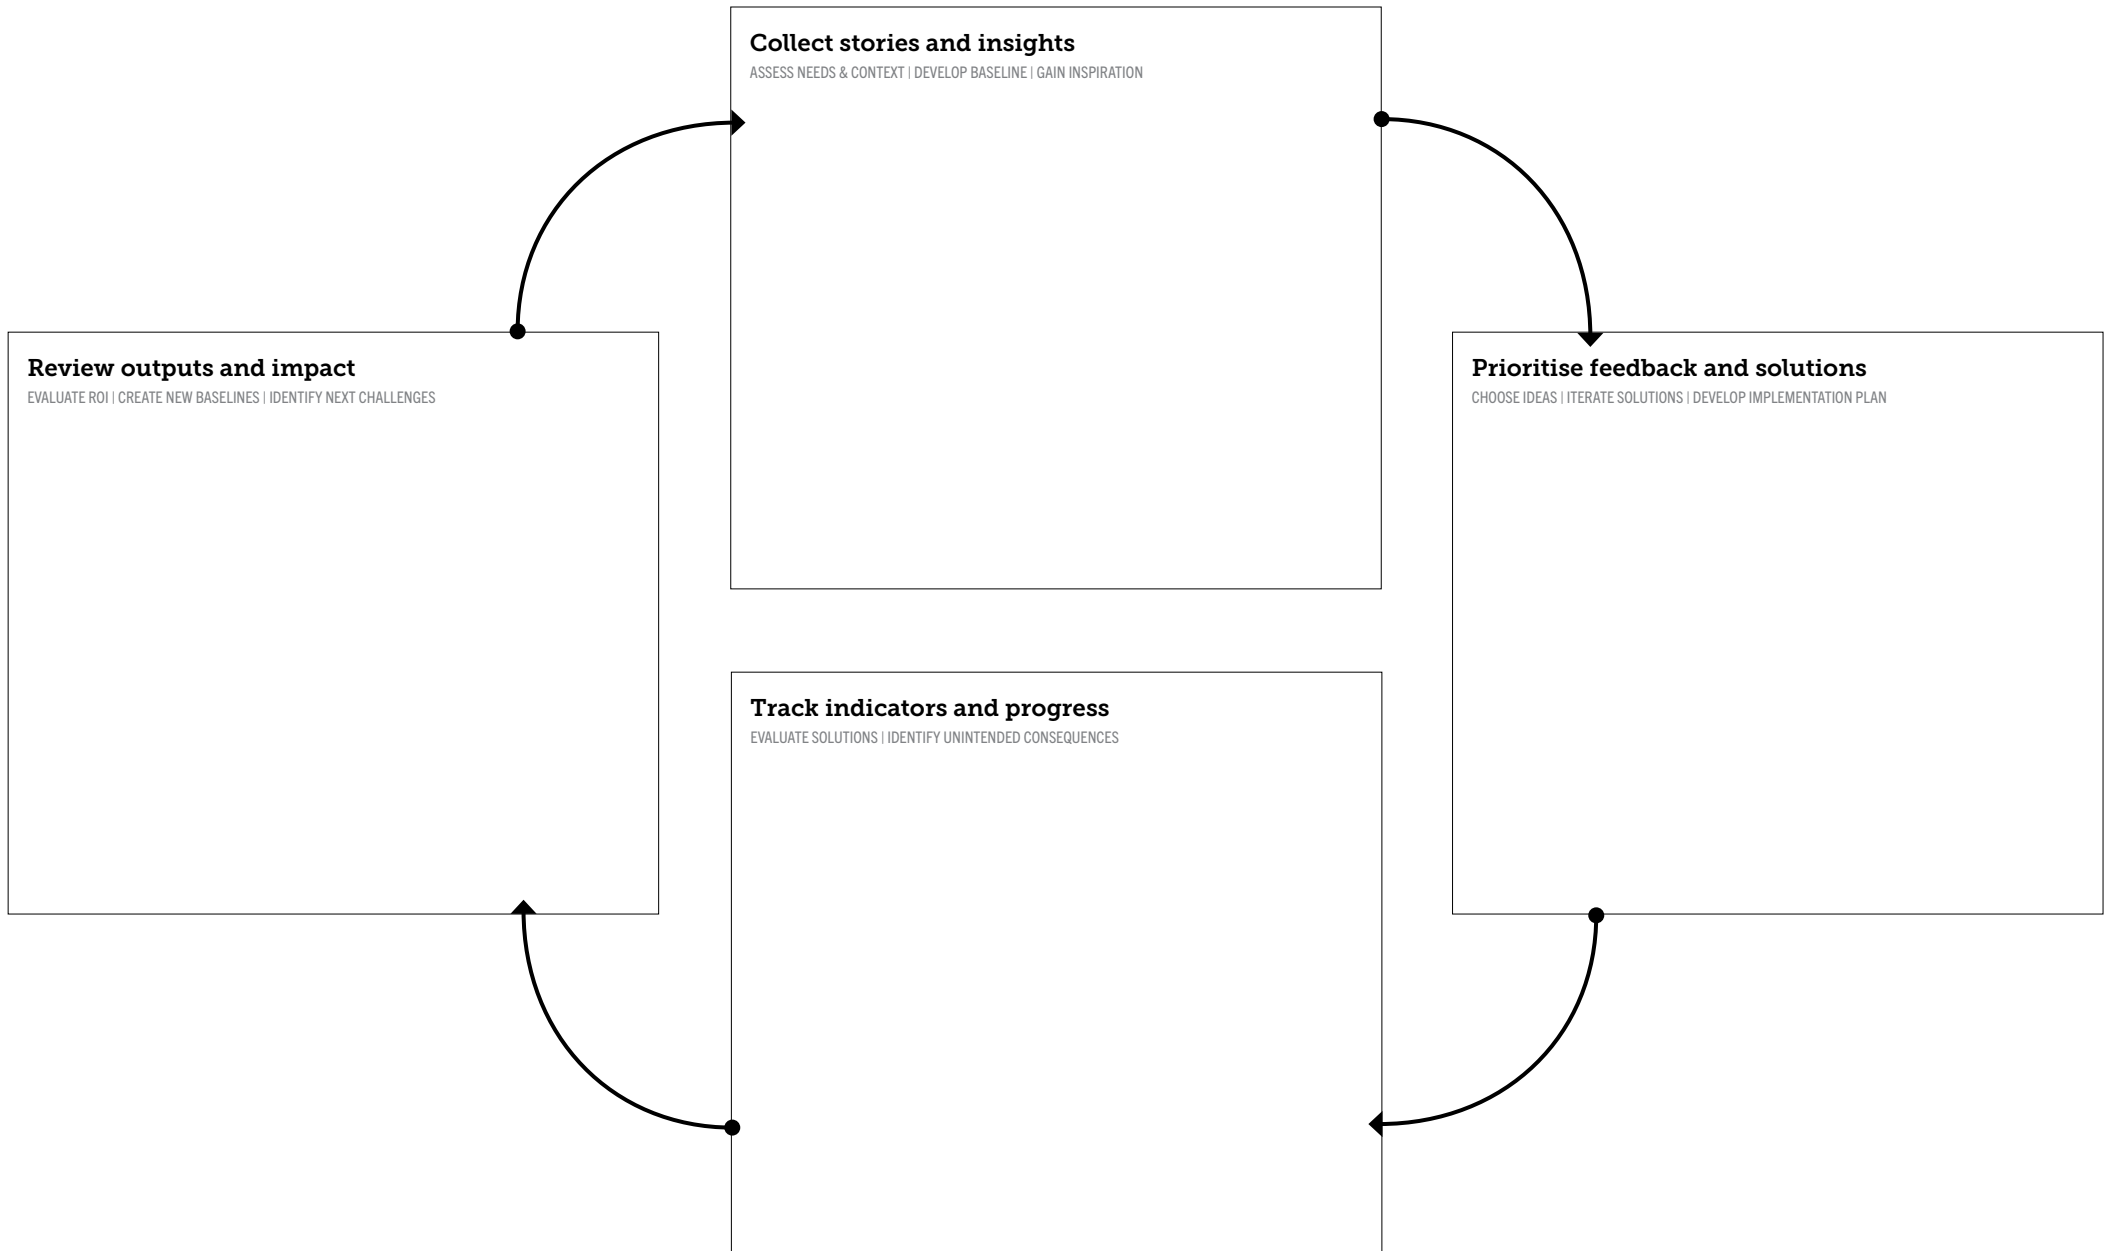 Collect stories and insights
ASSESS NEEDS & CONTEXT | DEVELOP BASELINE | GAIN INSPIRATION
Review outputs and impact
EVALUATE ROI | CREATE NEW BASELINES | IDENTIFY NEXT CHALLENGES
Prioritise feedback and solutions
CHOOSE IDEAS | ITERATE SOLUTIONS | DEVELOP IMPLEMENTATION PLAN
Track indicators and progress
EVALUATE SOLUTIONS | IDENTIFY UNINTENDED CONSEQUENCES